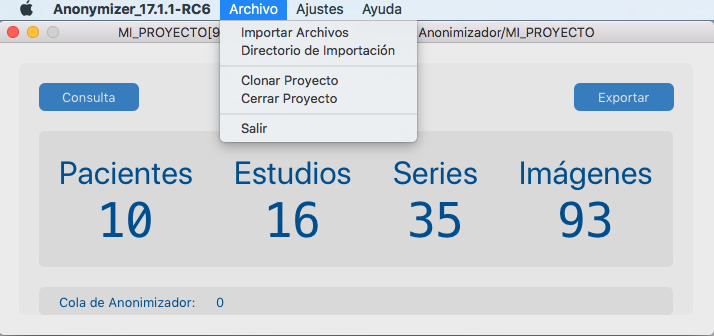 Anonymizer_17.1.1-RC6 Archivo Ajustes Ayuda
MI_PROYECTO[9 Anonimizador/MI_PROYECTO
Importar Archivos
Directorio de Importación
Clonar Proyecto
Cerrar Proyecto
Salir
Consulta Exportar
Pacientes Estudios Series Imágenes
10 16 35 93
Cola de Anonimizador: 0